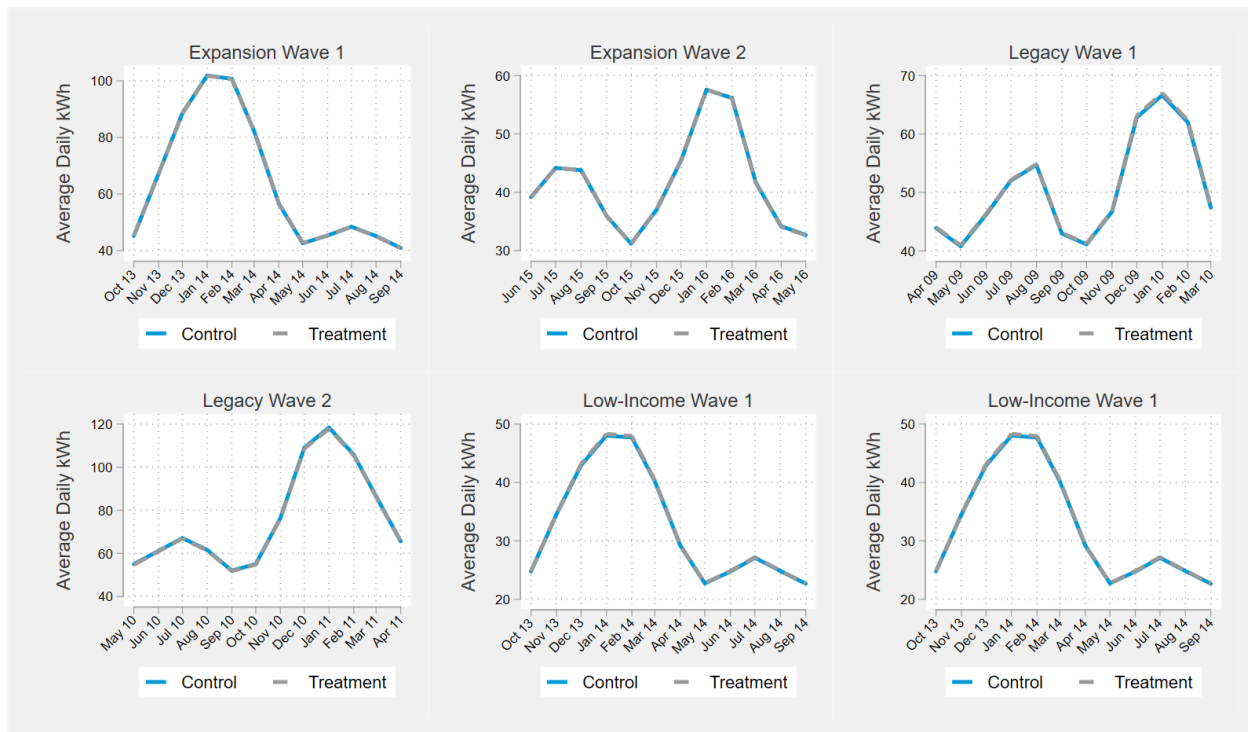 Expansion Wave 1
Average Daily kWh
100
80
60
40
Oct 13
Nov 13
Dec 13
Jan 14
Feb 14
Mar 14
Apr 14
May 14
Jun 14
Jul 14
Aug 14
Sep 14
Control
Treatment
Expansion Wave 2
Average Daily kWh
60
50
40
30
Jun 15
Jul 15
Aug 15
Sep 15
Oct 15
Nov 15
Dec 15
Jan 16
Feb 16
Mar 16
Apr 16
May 16
Control
Treatment
Legacy Wave 1
Average Daily kWh
70
60
50
40
Apr 09
May 09
Jun 09
Jul 09
Aug 09
Sep 09
Oct 09
Nov 09
Dec 09
Jan 10
Feb 10
Mar 10
Control
Treatment
Legacy Wave 2
Average Daily kWh
120
100
80
60
40
May 10
Jun 10
Jul 10
Aug 10
Sep 10
Oct 10
Nov 10
Dec 10
Jan 11
Feb 11
Mar 11
Apr 11
Control
Treatment
Low-Income Wave 1
Average Daily kWh
50
40
30
20
Oct 13
Nov 13
Dec 13
Jan 14
Feb 14
Mar 14
Apr 14
May 14
Jun 14
Jul 14
Aug 14
Sep 14
Control
Treatment
Low-Income Wave 1
Average Daily kWh
50
40
30
20
Oct 13
Nov 13
Dec 13
Jan 14
Feb 14
Mar 14
Apr 14
May 14
Jun 14
Jul 14
Aug 14
Sep 14
Control
Treatment